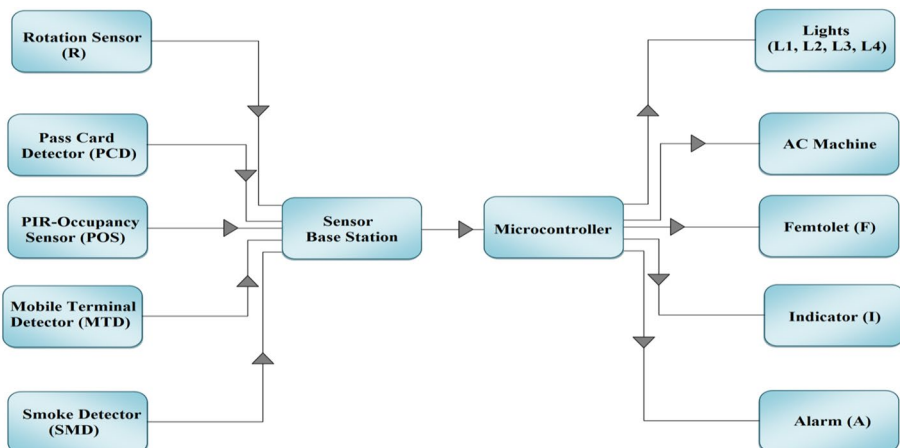 Rotation Sensor
(R)
Pass Card
Detector (PCD)
PIR-Occupancy
Sensor (POS)
Mobile Terminal
Detector (MTD)
Smoke Detector
(SMD)
Sensor
Base Station
Microcontroller
Lights
(L1, L2, L3, L4)
AC Machine
Femtolet (F)
Indicator (I)
Alarm (A)